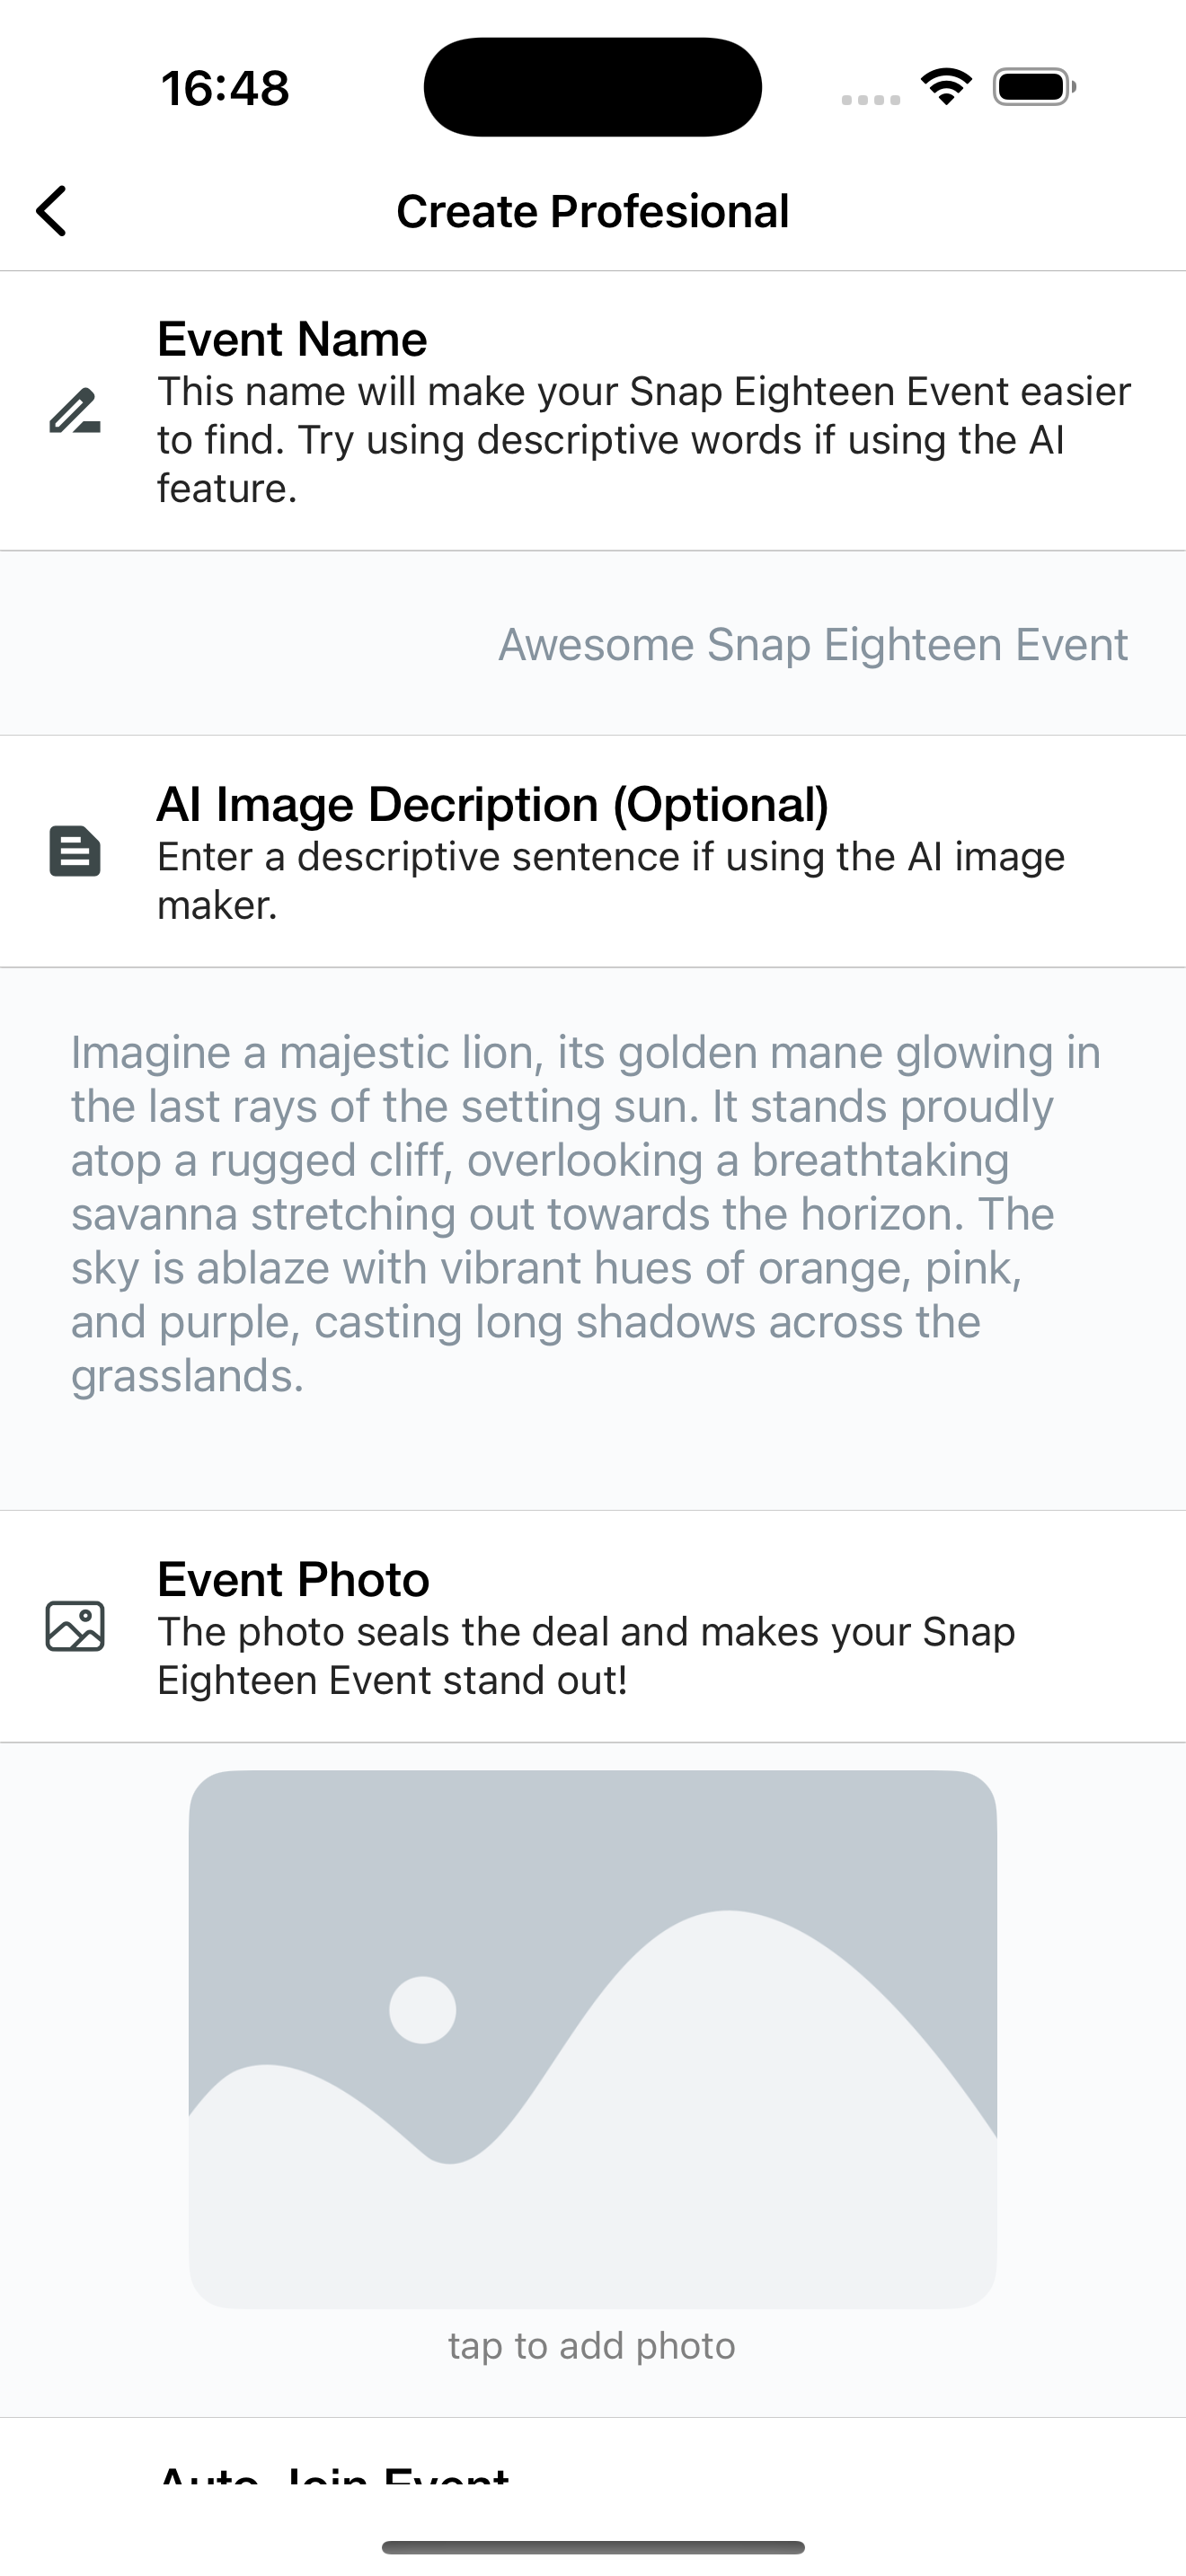 16:48
Create Profesional
Event Name
This name will make your Snap Eighteen Event easier
to find. Try using descriptive words if using the AI
feature.
Awesome Snap Eighteen Event
AI Image Decription (Optional)
Enter a descriptive sentence if using the AI image
maker.
Imagine a majestic lion, its golden mane glowing in
the last rays of the setting sun. It stands proudly
atop a rugged cliff, overlooking a breathtaking
savanna stretching out towards the horizon. The
sky is ablaze with vibrant hues of orange, pink,
and purple, casting long shadows across the
grasslands.
Event Photo
The photo seals the deal and makes your Snap
Eighteen Event stand out!
tap to add photo
Auto Join Event